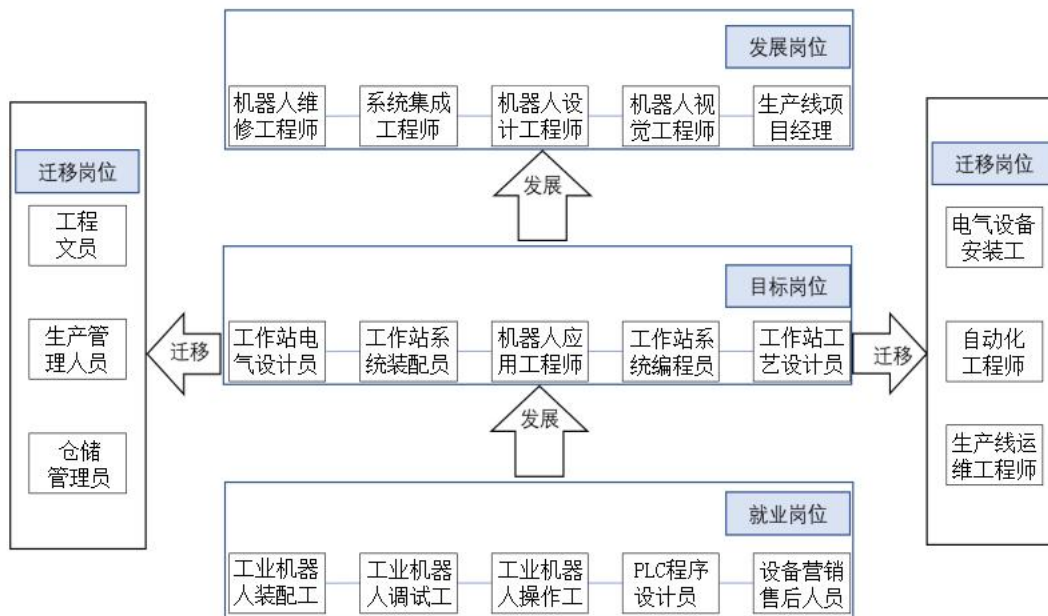 发展岗位
机器人维
修工程师
系统集成
工程师
机器人设
计工程师
机器人视
觉工程师
生产线项
目经理
发展
迁移岗位
工程
文员
生产管
理人员
仓储
管理员
迁移
目标岗位
工作站电
气设计员
工作站系
统装配员
机器人应
用工程师
工作站系
统编程员
工作站工
艺设计员
迁移
迁移岗位
电气设备
安装工
自动化
工程师
生产线运
维工程师
发展
就业岗位
工业机器
人装配工
工业机器
人调试工
工业机器
人操作工
PLC程序
设计员
设备营销
售后人员